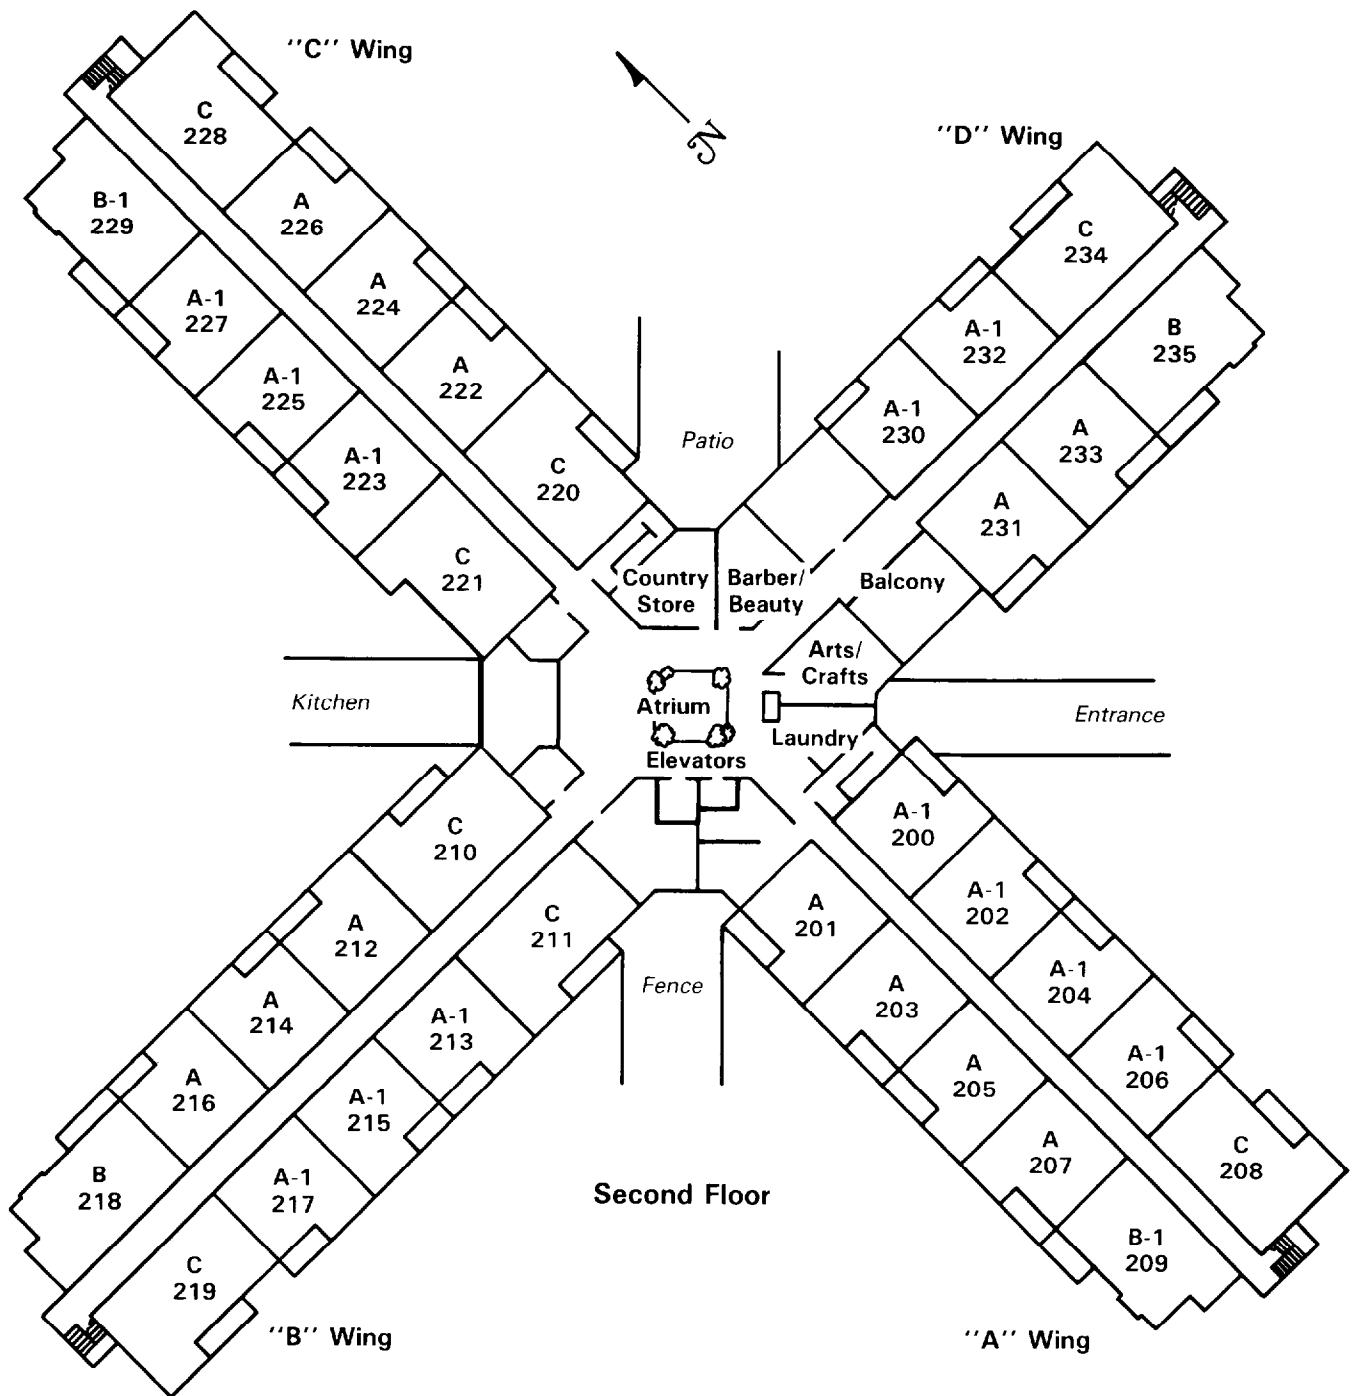 "C" Wing
N
"D" Wing
C
228
A
226
A
224
A
222
C
220
B-1
229
A-1
227
A-1
225
A-1
223
C
221
C
234
A-1
232
A-1
230
B
235
A
233
A
231
Patio
Country
Store
Barber/
Beauty
Balcony
Arts/
Crafts
Kitchen
Atrium
Entrance
Laundry
Elevators
C
210
A
212
A
214
A
216
B
218
C
211
A-1
213
A-1
215
A-1
217
C
219
Fence
A
201
A
203
A
205
A
207
B-1
209
A-1
200
A-1
202
A-1
204
A-1
206
C
208
Second Floor
"B" Wing
"A" Wing